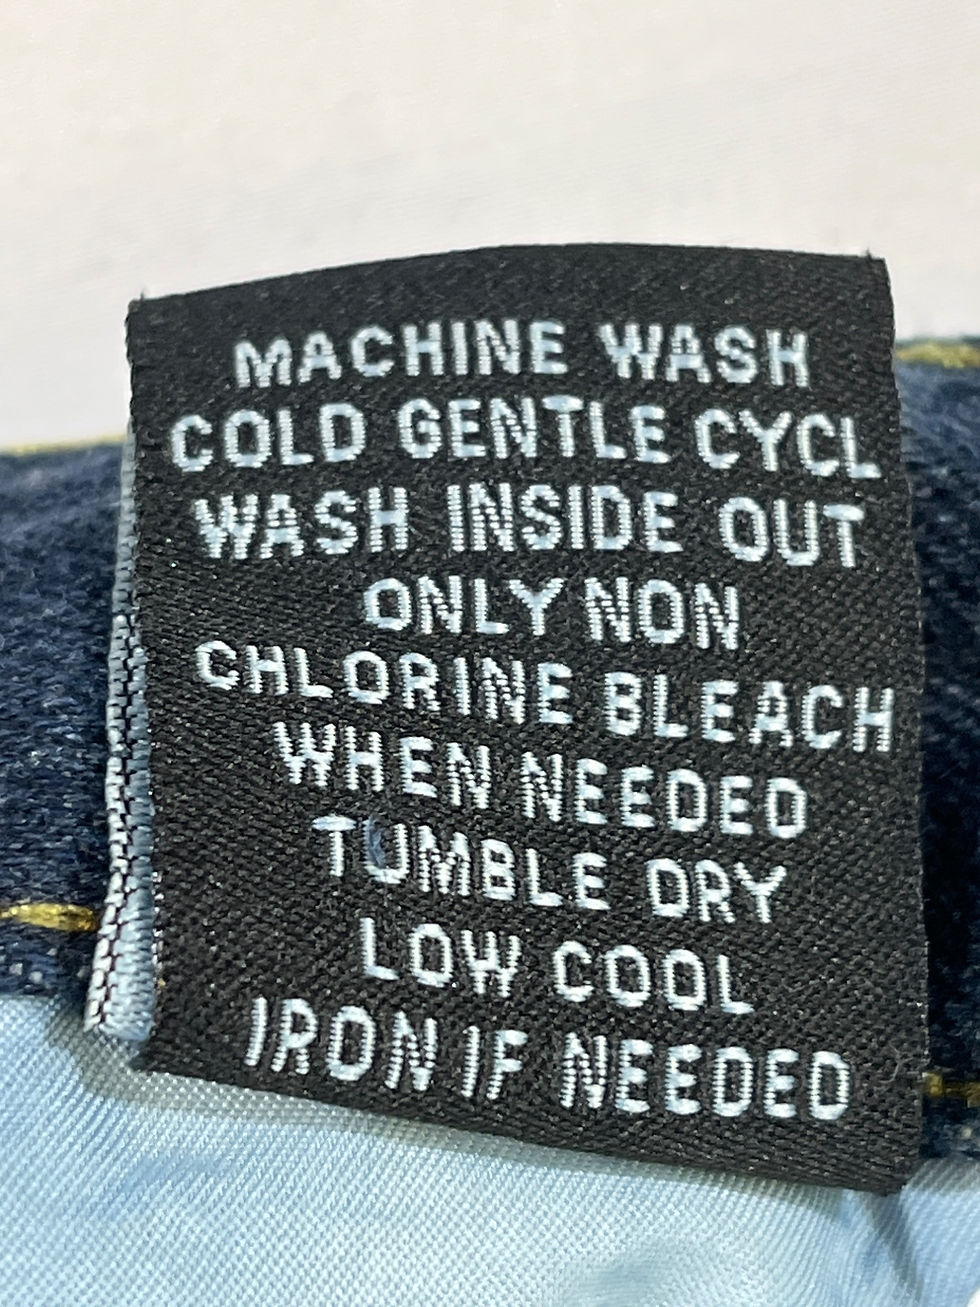 MACHINE WASH
COLD GENTLE CYCL
WASH INSIDE OUT
ONLY NON
CHLORINE BLEACH
WHEN NEEDED
TUMBLE DRY
LOW COOL
IRON IF NEEDED